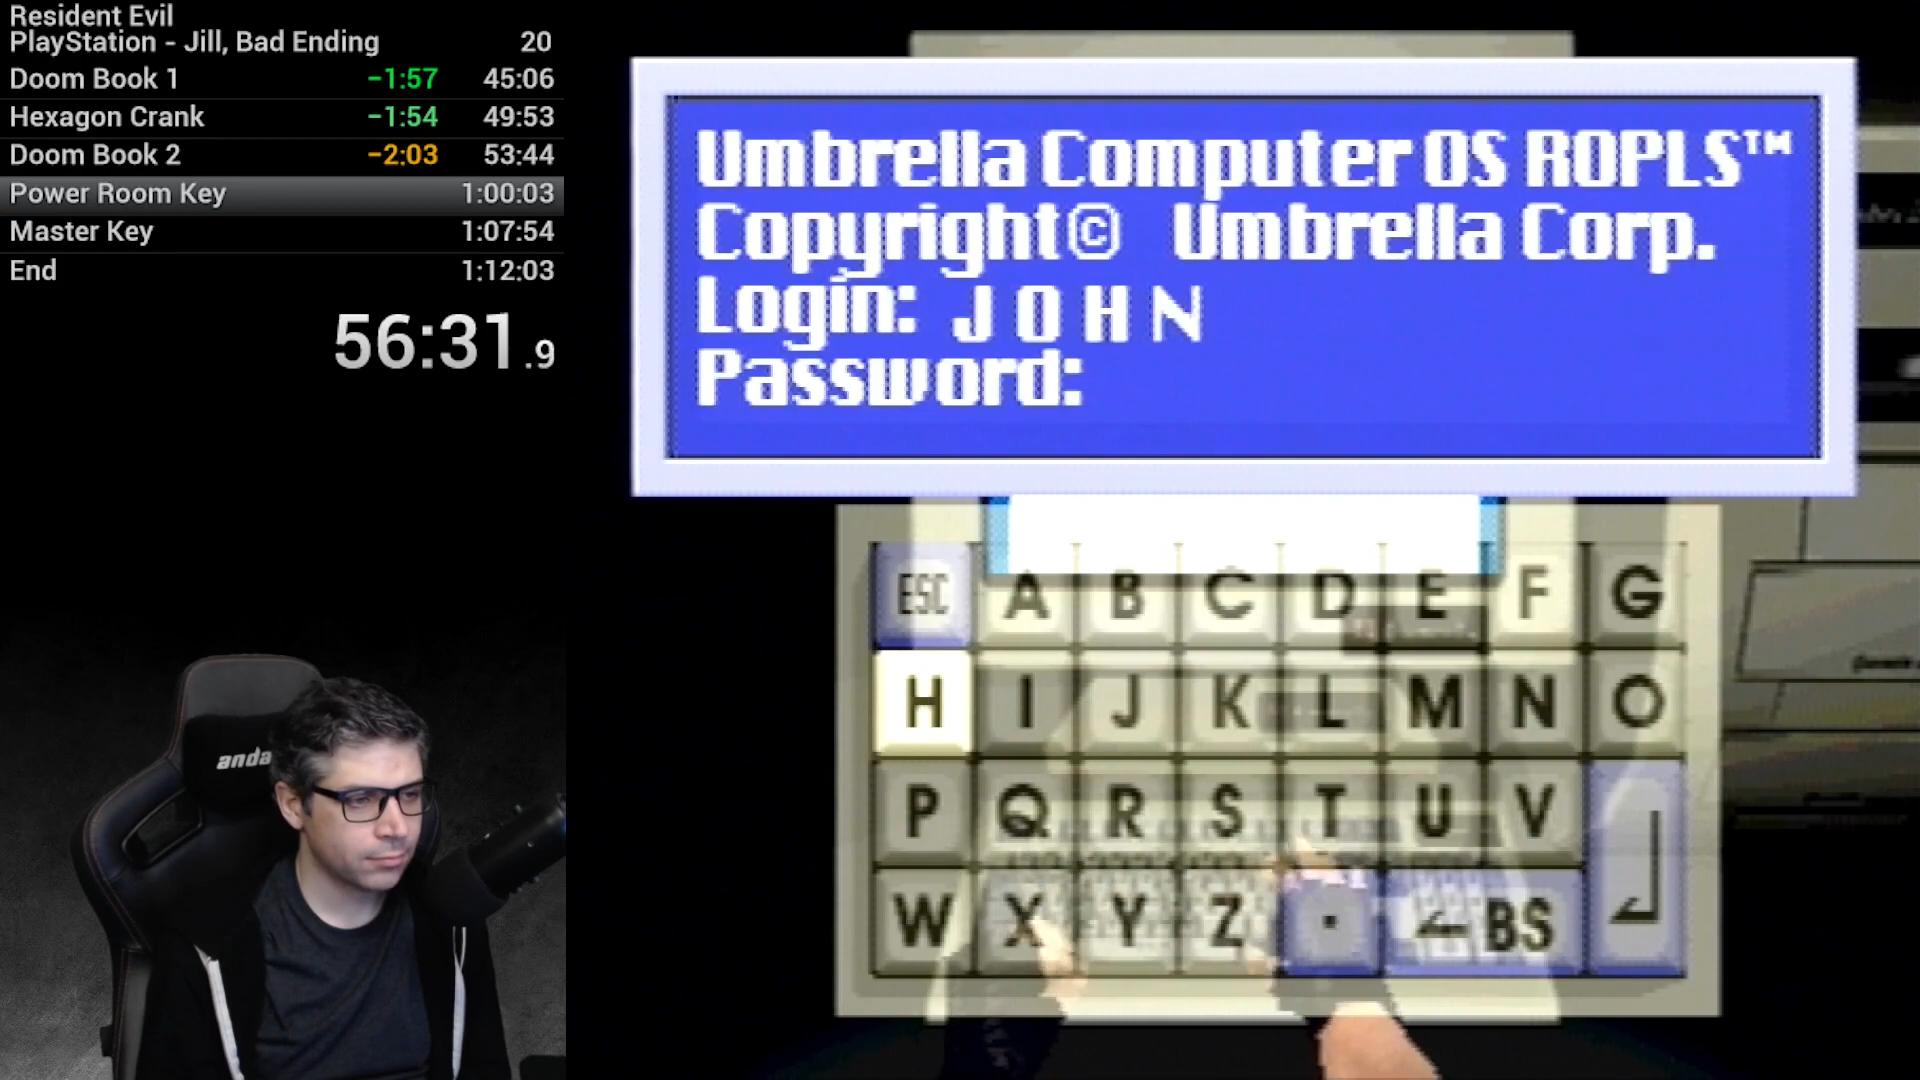 Resident Evil
PlayStation - Jill, Bad Ending 20
Doom Book 1 −1:57 45:06
Hexagon Crank −1:54 49:53
Doom Book 2 −2:03 53:44
Power Room Key 1:00:03
Master Key 1:07:54
End 1:12:03
56:31.9
Umbrella Computer OS ROPLS™
Copyright© Umbrella Corp.
Login: JOHN
Password:
ESC A B C D E F G
H I J K L M N O
P Q R S T U V
W X Y Z . ← BS ↵
anda